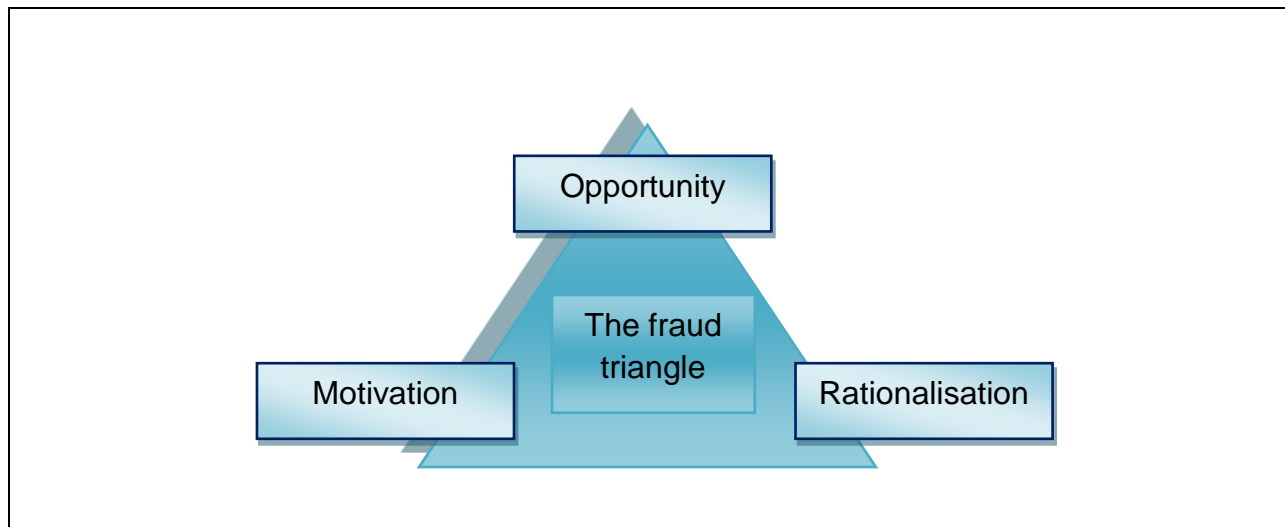 Opportunity
The fraud
triangle
Motivation
Rationalisation